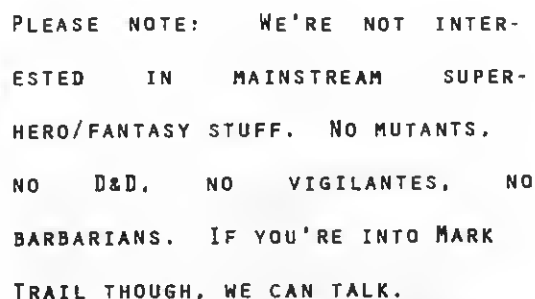 PLEASE NOTE: WE'RE NOT INTER-
ESTED IN MAINSTREAM SUPER-
HERO/FANTASY STUFF. NO MUTANTS,
NO D&D, NO VIGILANTES, NO
BARBARIANS. IF YOU'RE INTO MARK
TRAIL THOUGH, WE CAN TALK.